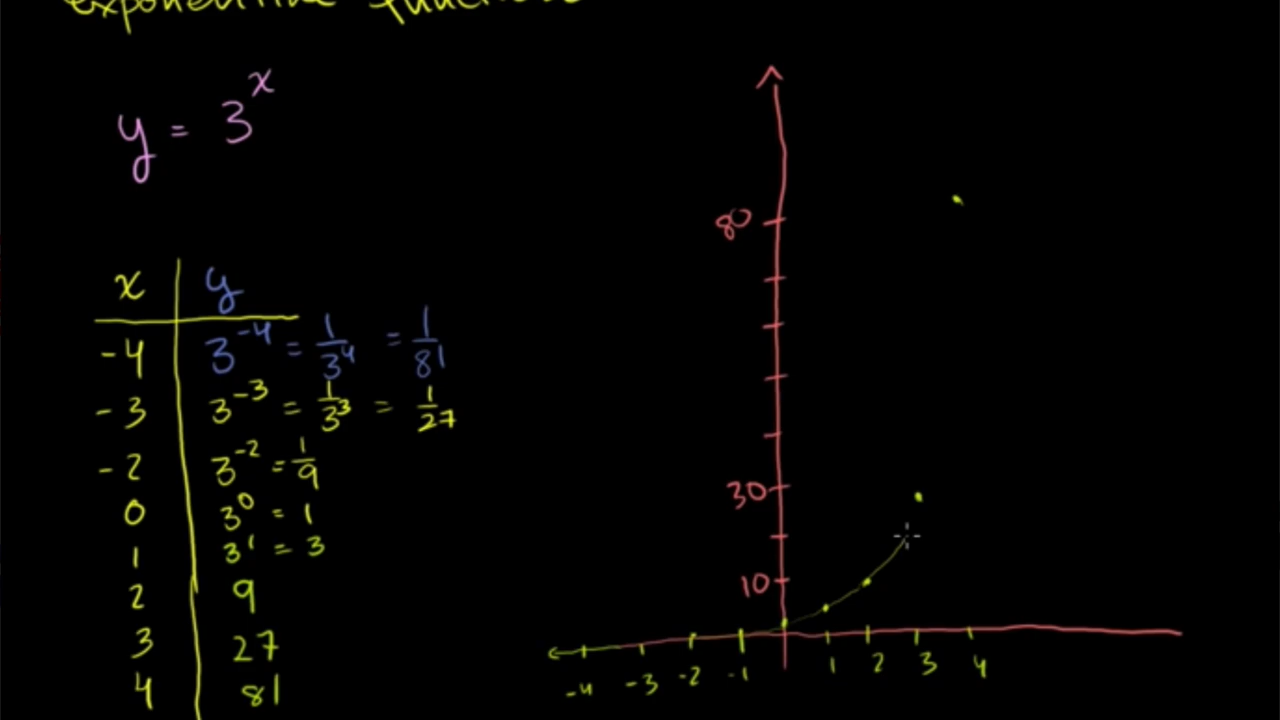 exponential functions
y = 3^x
x y
-4 3^-4 = 1/3^4 = 1/81
-3 3^-3 = 1/3^3 = 1/27
-2 3^-2 = 1/9
0 3^0 = 1
1 3^1 = 3
2 9
3 27
4 81
80
30
10
-4 -3 -2 -1 1 2 3 4